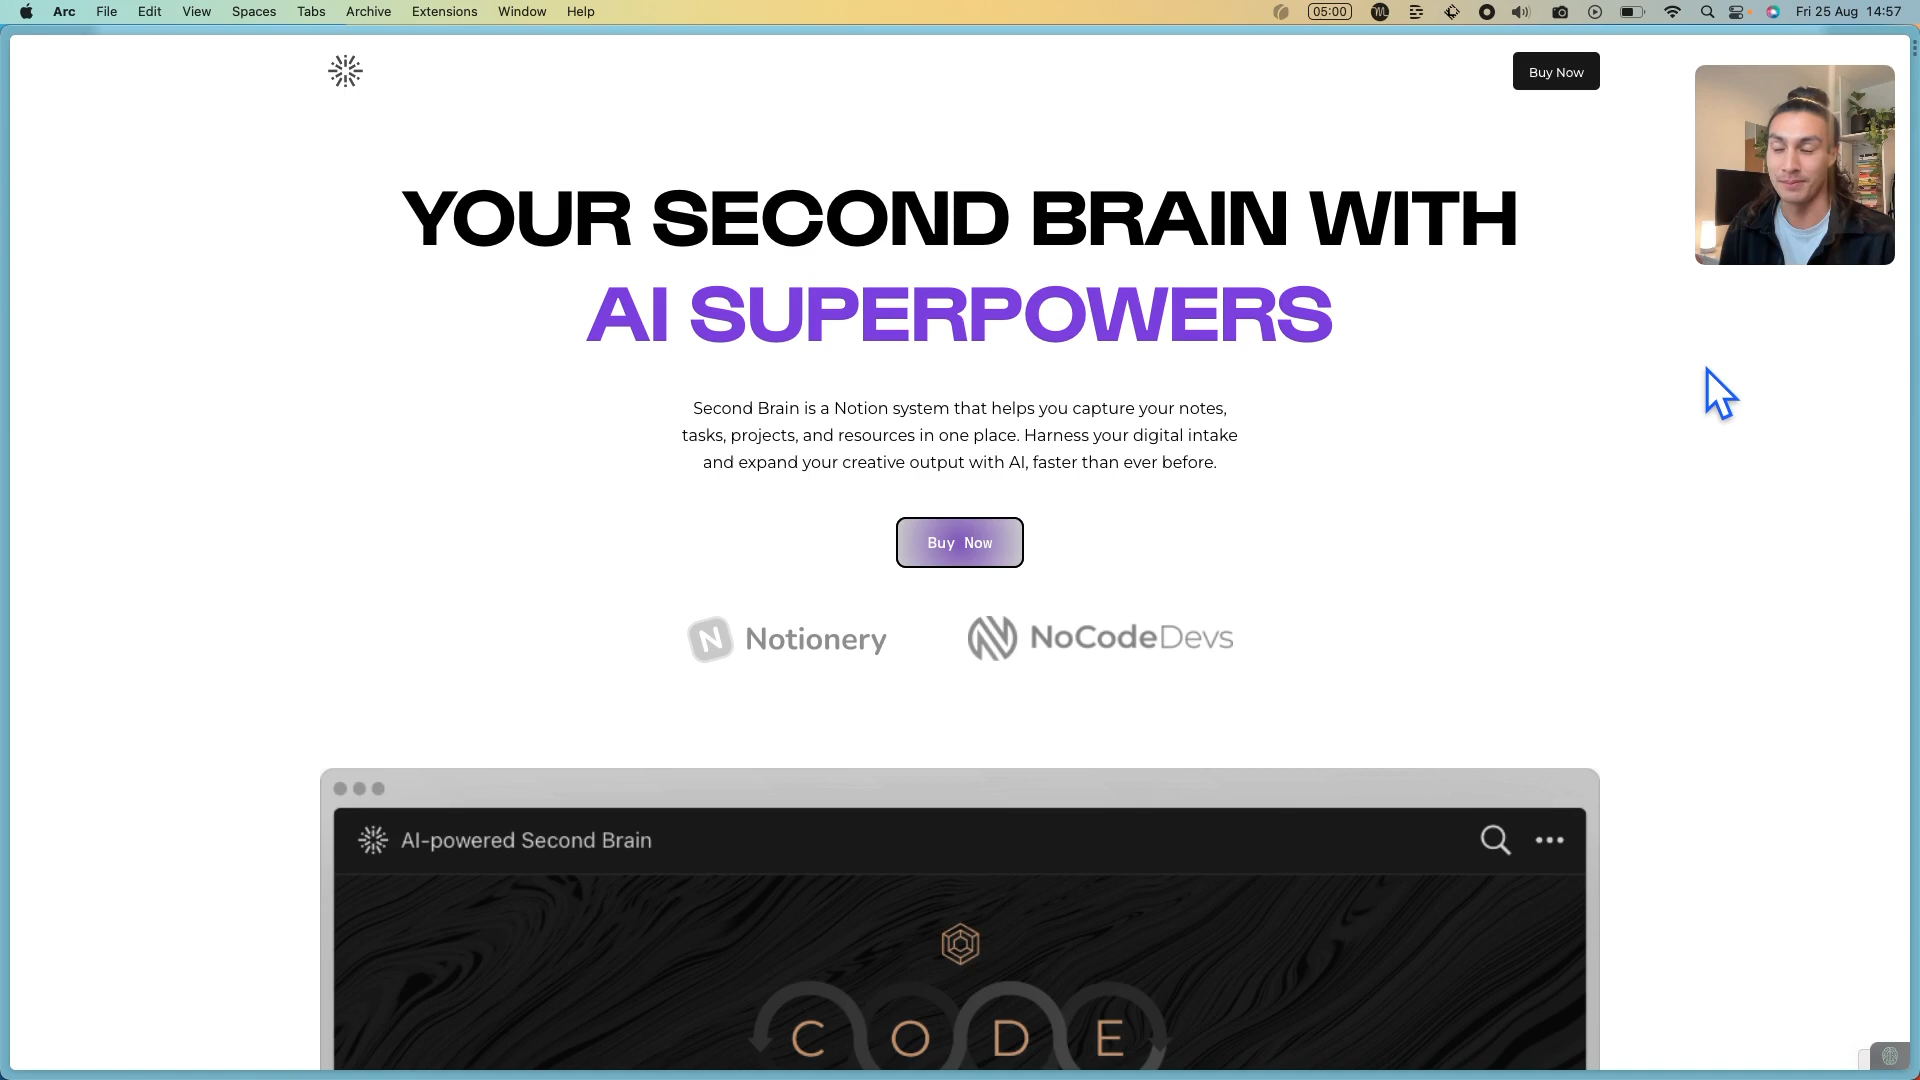 Arc File Edit View Spaces Tabs Archive Extensions Window Help 05:00 Fri 25 Aug 14:57
Buy Now
YOUR SECOND BRAIN WITH
AI SUPERPOWERS
Second Brain is a Notion system that helps you capture your notes,
tasks, projects, and resources in one place. Harness your digital intake
and expand your creative output with AI, faster than ever before.
Buy Now
N Notionery NoCodeDevs
AI-powered Second Brain
CODE